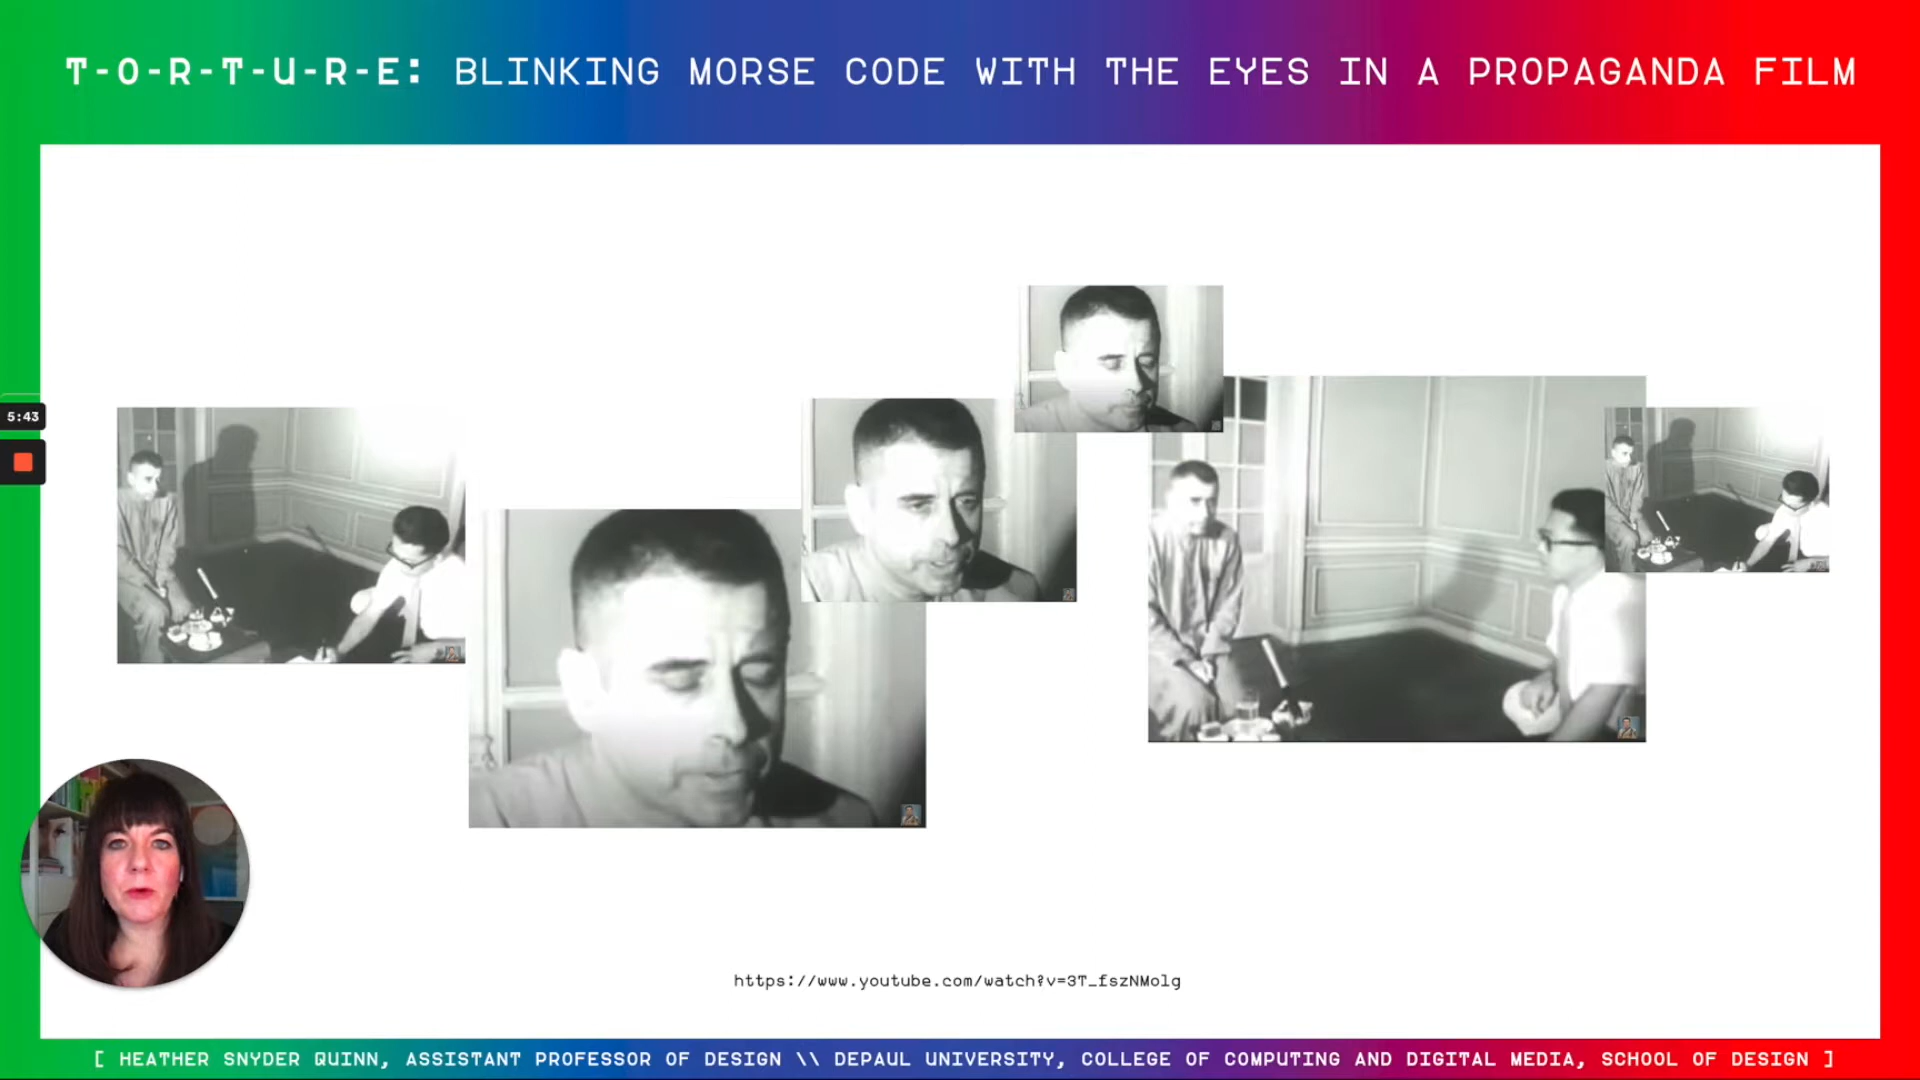 T-O-R-T-U-R-E: BLINKING MORSE CODE WITH THE EYES IN A PROPAGANDA FILM
5:43
https://www.youtube.com/watch?v=3T_fszNMolg
[ HEATHER SNYDER QUINN, ASSISTANT PROFESSOR OF DESIGN \\ DEPAUL UNIVERSITY, COLLEGE OF COMPUTING AND DIGITAL MEDIA, SCHOOL OF DESIGN ]